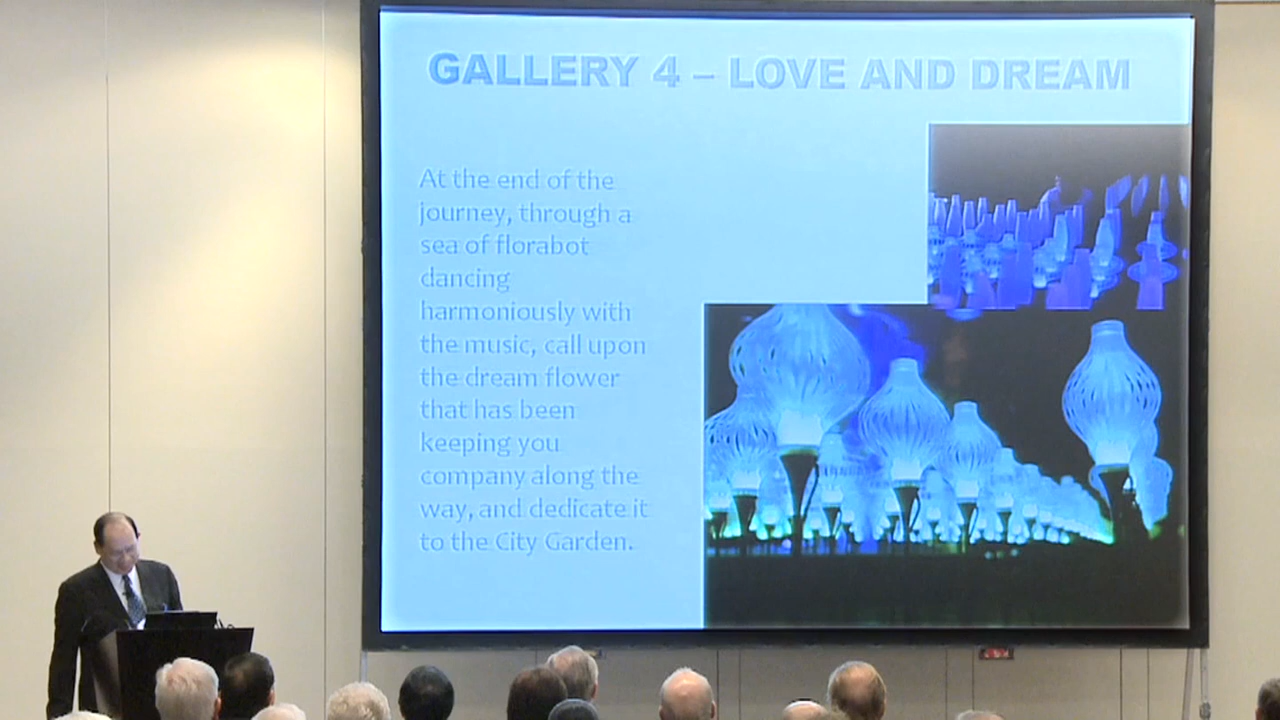 GALLERY 4 – LOVE AND DREAM
At the end of the
journey, through a
sea of florabot
dancing
harmoniously with
the music, call upon
the dream flower
that has been
keeping you
company along the
way, and dedicate it
to the City Garden.